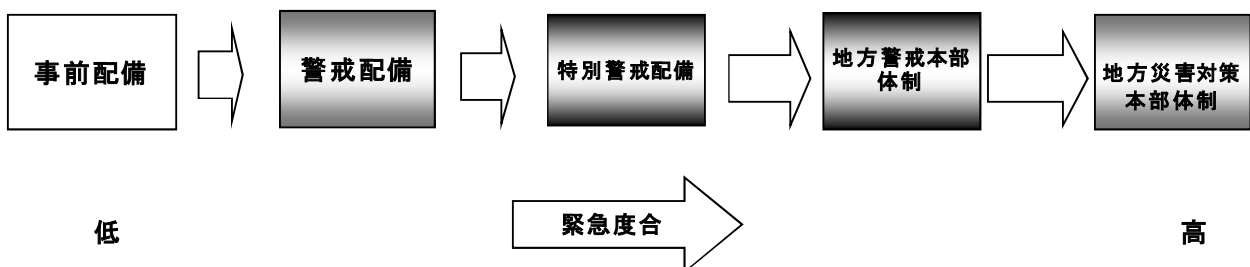 事前配備
警戒配備
特別警戒配備
地方警戒本部
体制
地方災害対策
本部体制
低
緊急度合
高